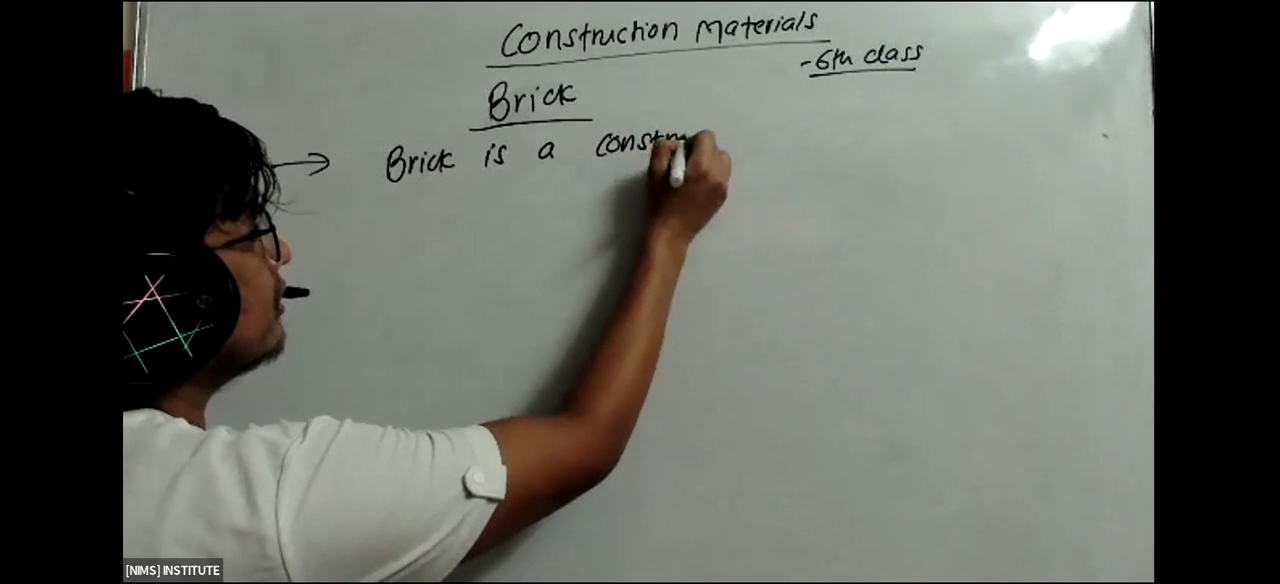 Construction Materials
-6th class
Brick
Brick is a constru
[NIMS] INSTITUTE